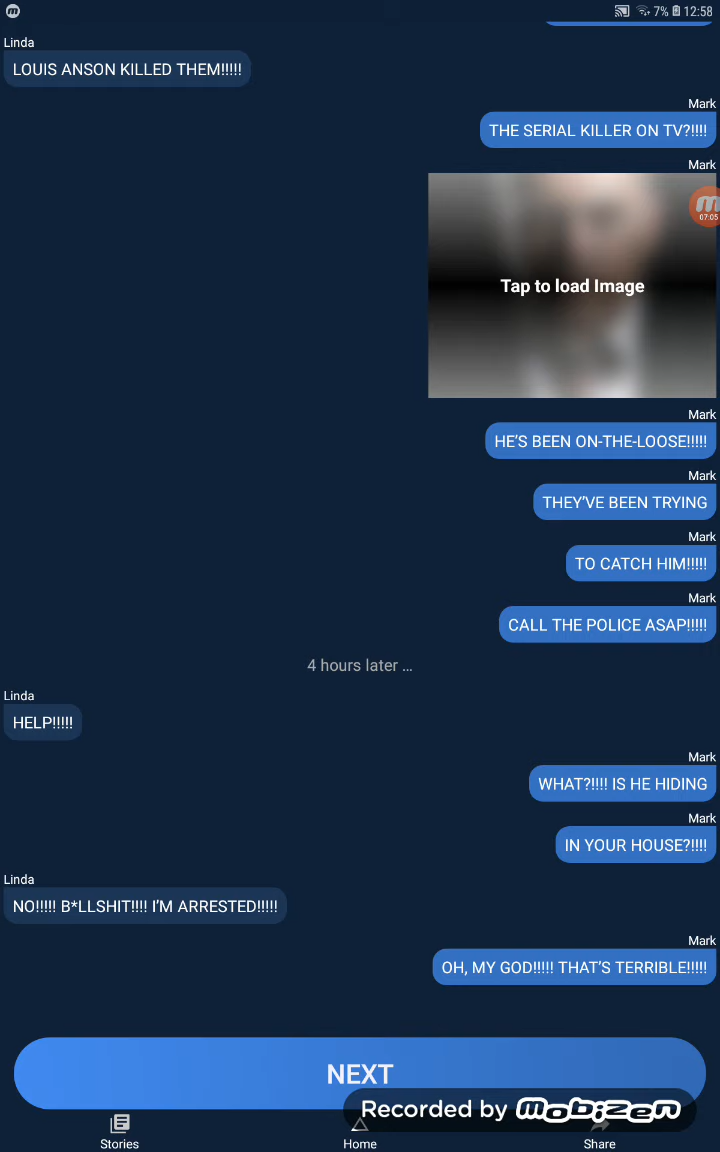 7% 12:58
Linda
LOUIS ANSON KILLED THEM!!!!!
Mark
THE SERIAL KILLER ON TV?!!!!
Mark
07:05
Tap to load Image
Mark
HE'S BEEN ON-THE-LOOSE!!!!!
Mark
THEY'VE BEEN TRYING
Mark
TO CATCH HIM!!!!!
Mark
CALL THE POLICE ASAP!!!!!
4 hours later ...
Linda
HELP!!!!!
Mark
WHAT?!!!! IS HE HIDING
Mark
IN YOUR HOUSE?!!!!
Linda
NO!!!!! B*LLSHIT!!!! I'M ARRESTED!!!!!
Mark
OH, MY GOD!!!!! THAT'S TERRIBLE!!!!!
NEXT
Recorded by mobizen
Stories Home Share